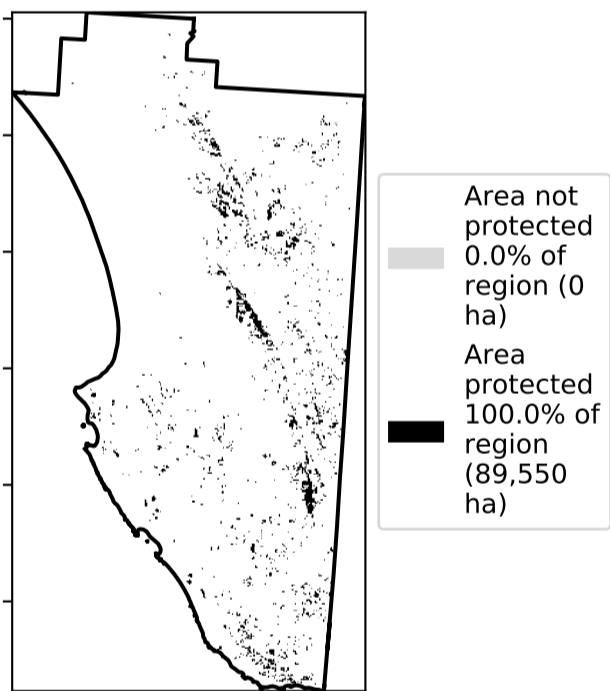 Area not
protected
0.0% of
region (0
ha)
Area
protected
100.0% of
region
(89,550
ha)